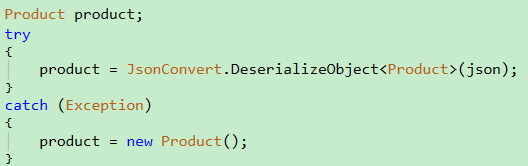 Product product;
try
{
    product = JsonConvert.DeserializeObject<Product>(json);
}
catch (Exception)
{
    product = new Product();
}